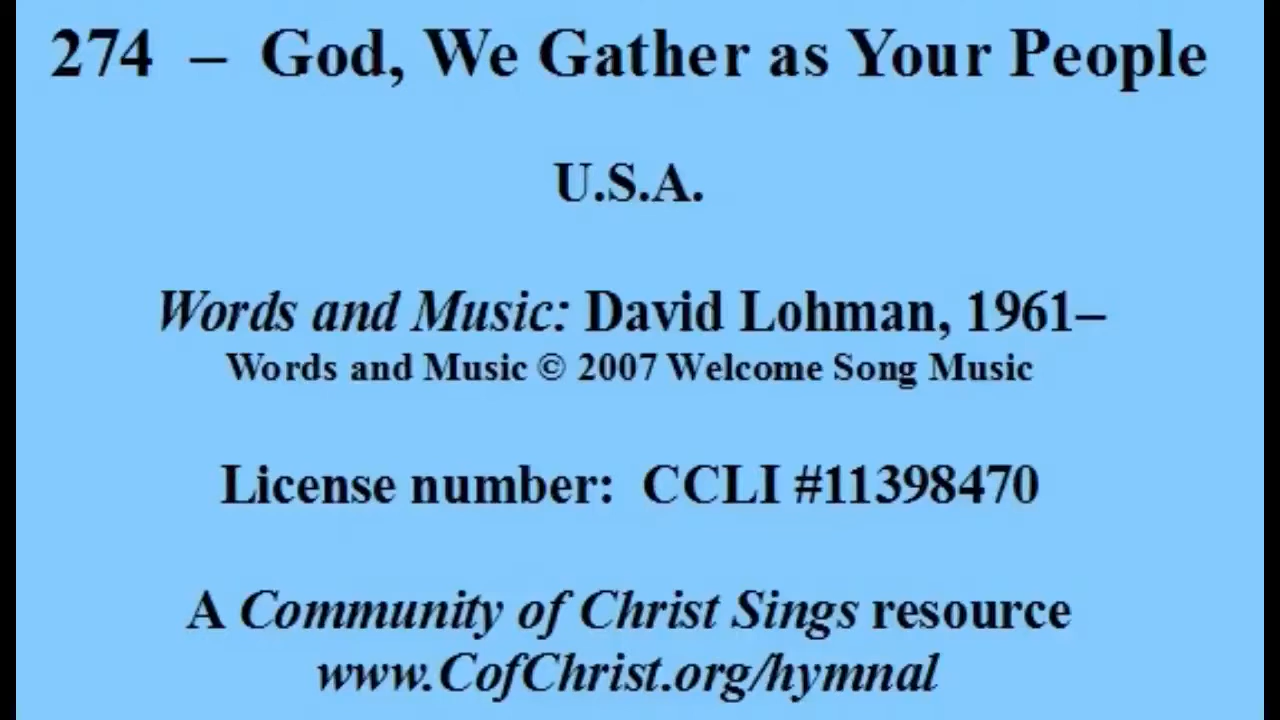 274 – God, We Gather as Your People
U.S.A.
Words and Music: David Lohman, 1961–
Words and Music © 2007 Welcome Song Music
License number: CCLI #11398470
A Community of Christ Sings resource
www.CofChrist.org/hymnal